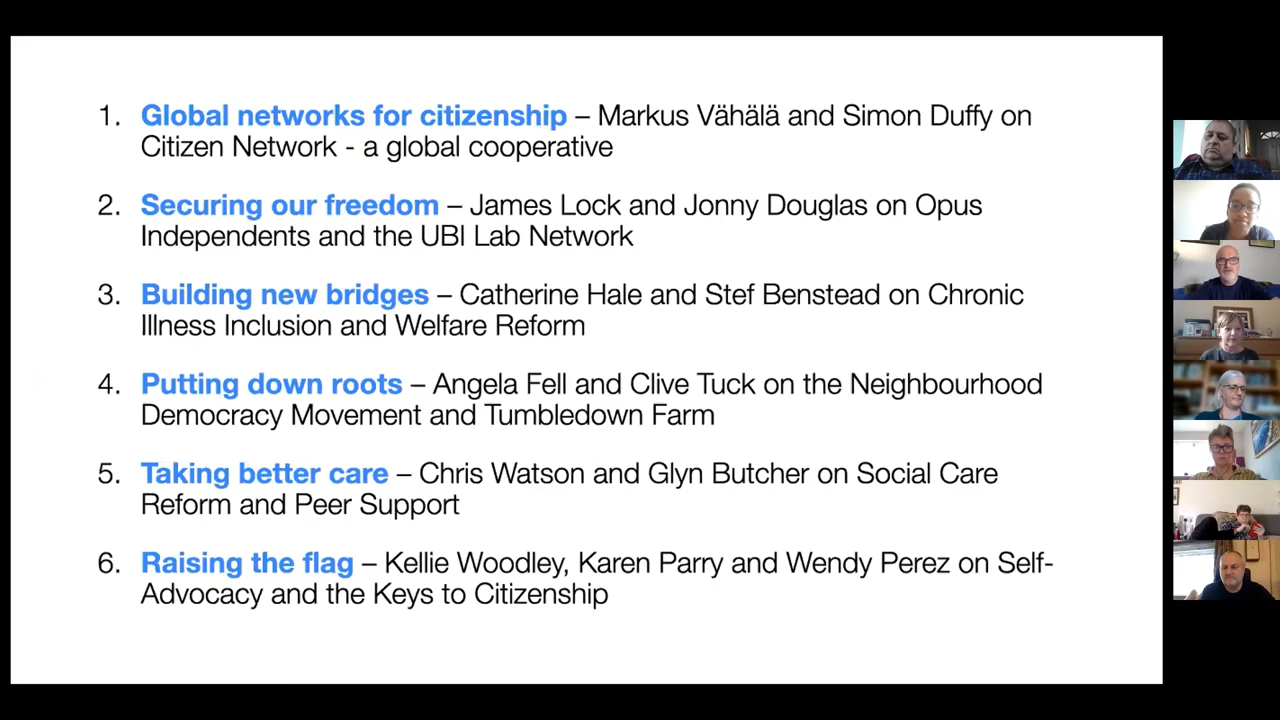 1. Global networks for citizenship – Markus Vähälä and Simon Duffy on
Citizen Network - a global cooperative
2. Securing our freedom – James Lock and Jonny Douglas on Opus
Independents and the UBI Lab Network
3. Building new bridges – Catherine Hale and Stef Benstead on Chronic
Illness Inclusion and Welfare Reform
4. Putting down roots – Angela Fell and Clive Tuck on the Neighbourhood
Democracy Movement and Tumbledown Farm
5. Taking better care – Chris Watson and Glyn Butcher on Social Care
Reform and Peer Support
6. Raising the flag – Kellie Woodley, Karen Parry and Wendy Perez on Self-
Advocacy and the Keys to Citizenship